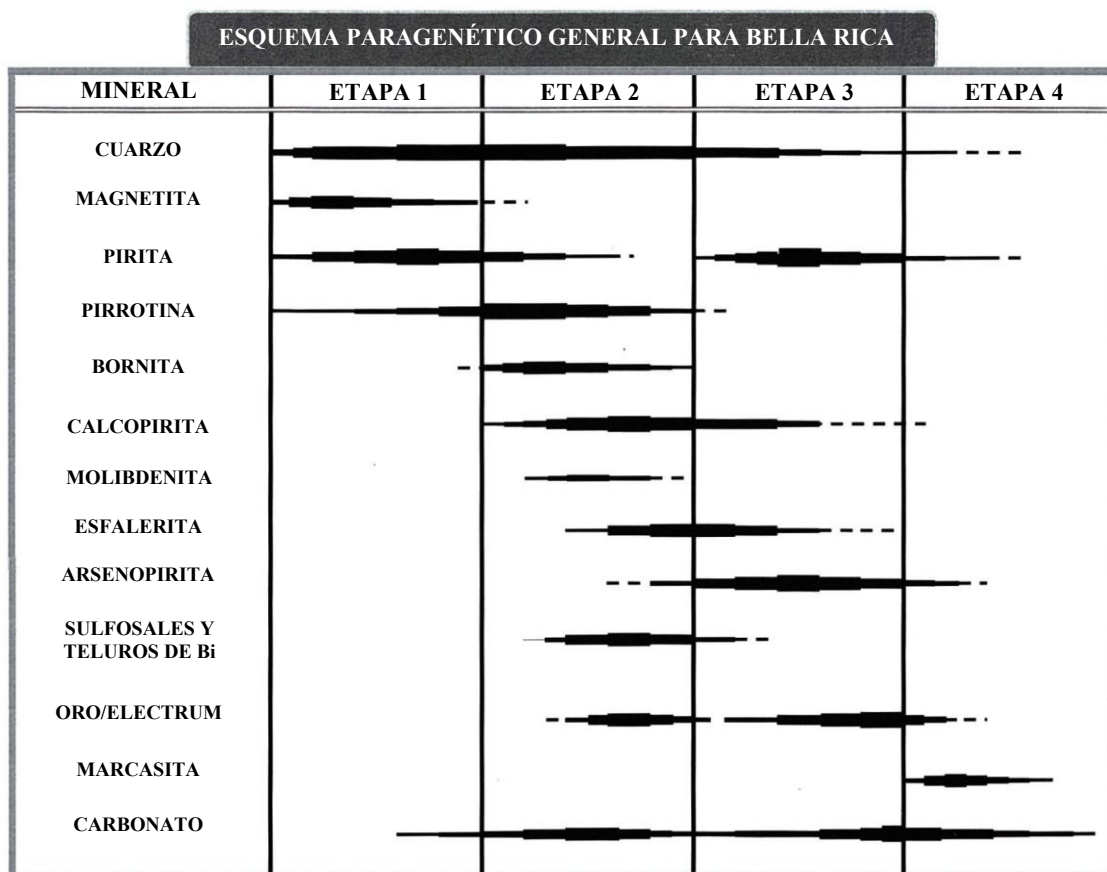 ESQUEMA PARAGENÉTICO GENERAL PARA BELLA RICA
MINERAL ETAPA 1 ETAPA 2 ETAPA 3 ETAPA 4
CUARZO
MAGNETITA
PIRITA
PIRROTINA
BORNITA
CALCOPIRITA
MOLIBDENITA
ESFALERITA
ARSENOPIRITA
SULFOSALES Y
TELUROS DE Bi
ORO/ELECTRUM
MARCASITA
CARBONATO